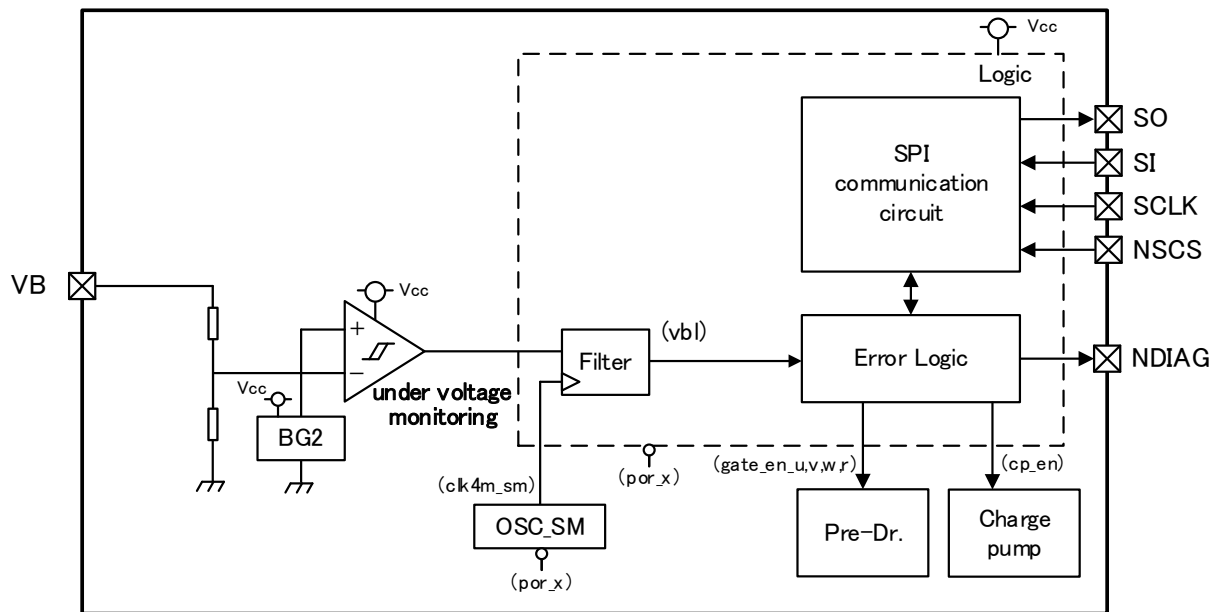 Vcc
Logic
SO
SPI
communication
circuit
SI
SCLK
NSCS
VB
Vcc
+
−
Filter
(vbl)
Error Logic
NDIAG
Vcc
under voltage
monitoring
BG2
(clk4m_sm)
(por_x)
(gate_en_u,v,w,r)
(cp_en)
OSC_SM
(por_x)
Pre-Dr.
Charge
pump